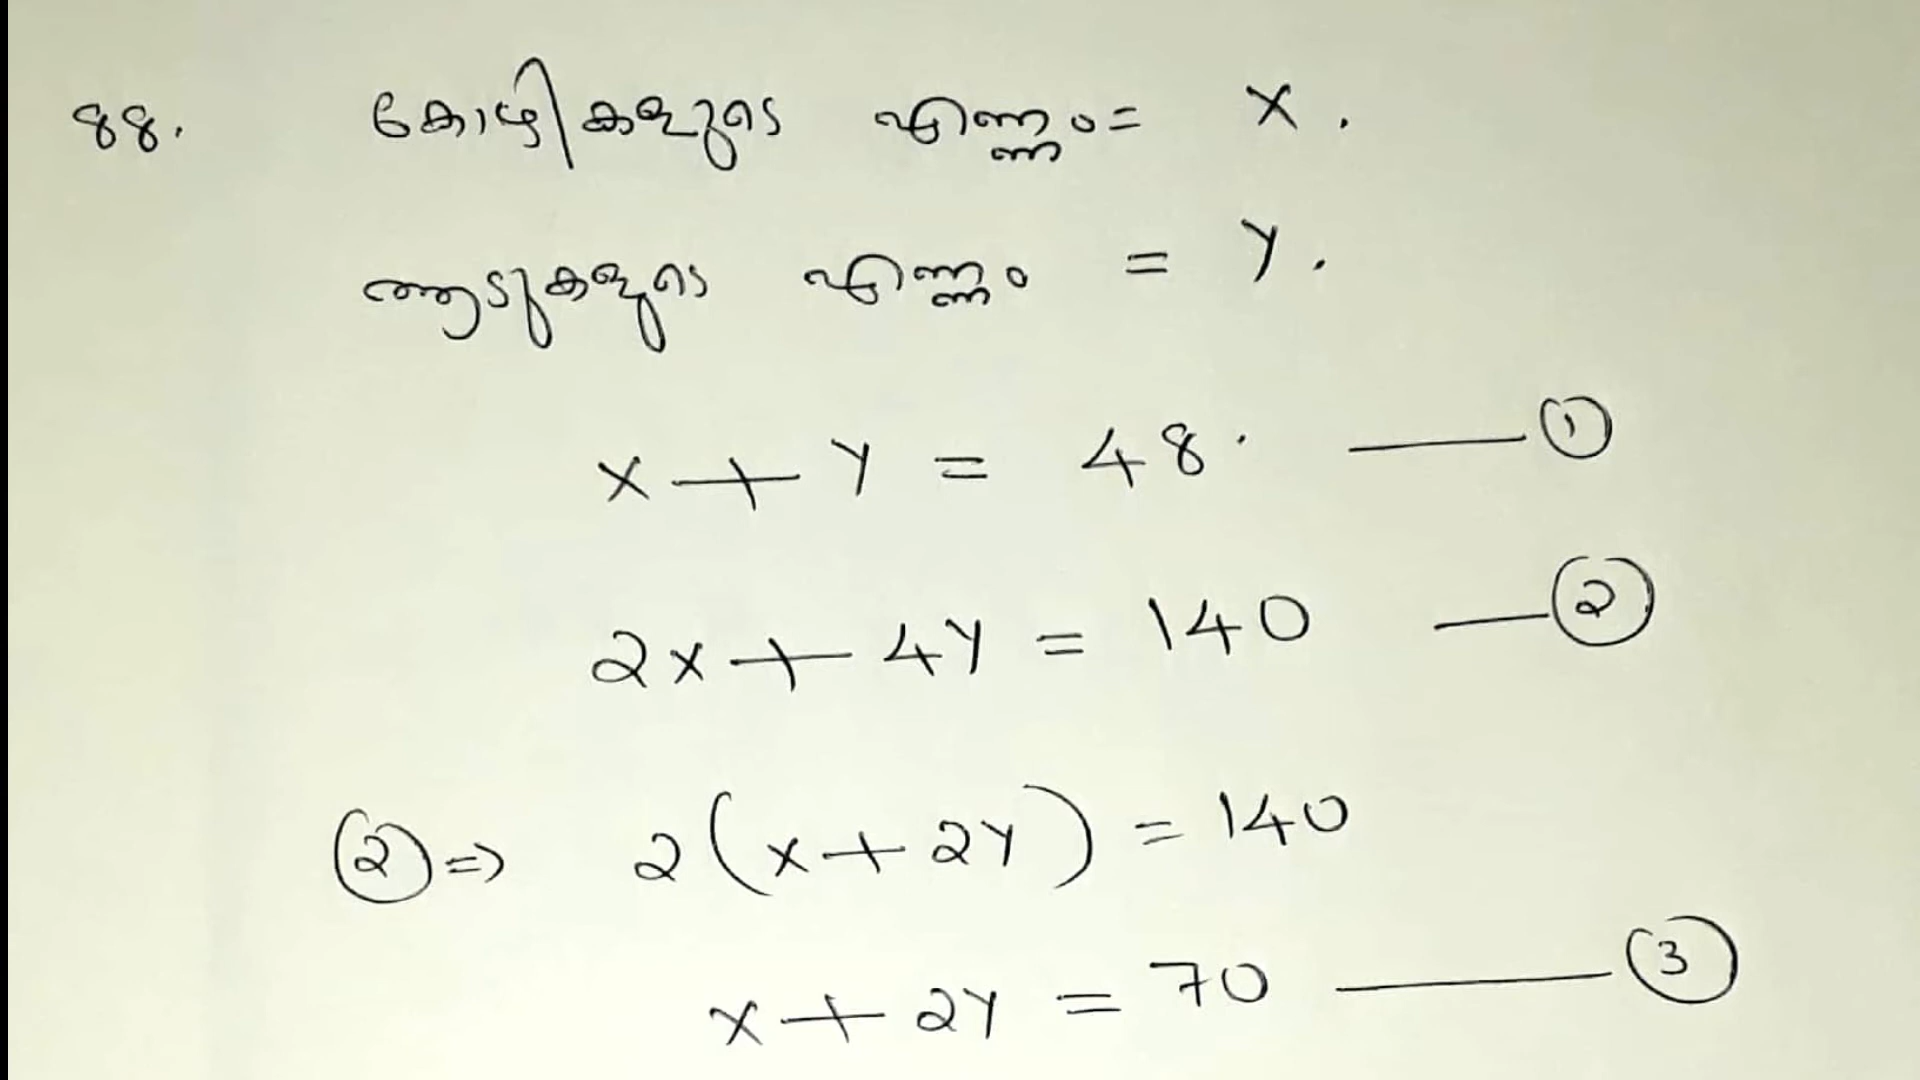 88. കോഴികളുടെ എണ്ണം = x.
ആടുകളുടെ എണ്ണം = y.
x + y = 48. — ①
2x + 4y = 140 — ②
② ⇒ 2(x + 2y) = 140
x + 2y = 70 — ③